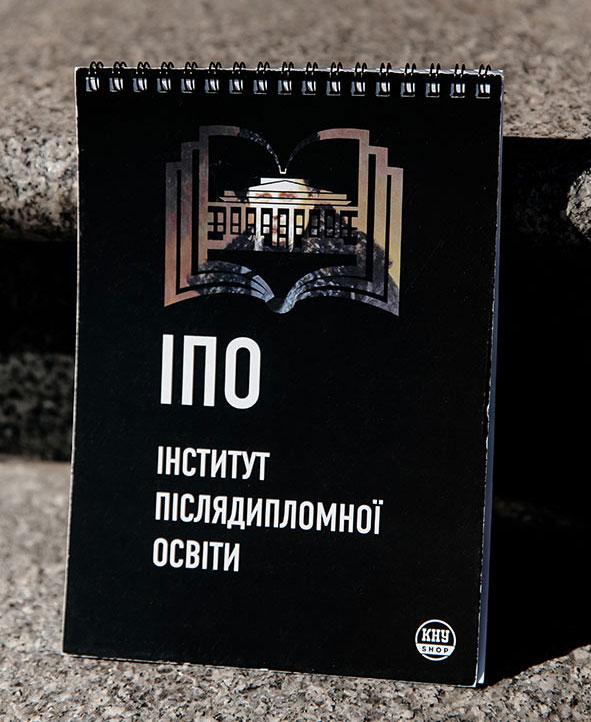 ІПО
ІНСТИТУТ
ПІСЛЯДИПЛОМНОЇ
ОСВІТИ
КНУ
SHOP